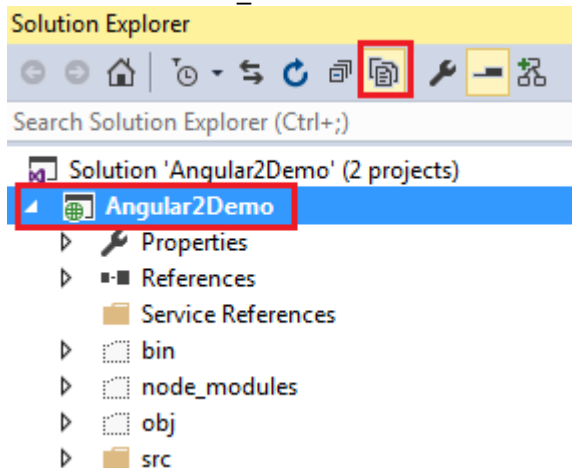 Solution Explorer
Search Solution Explorer (Ctrl+;)
Solution 'Angular2Demo' (2 projects)
Angular2Demo
Properties
References
Service References
bin
node_modules
obj
src